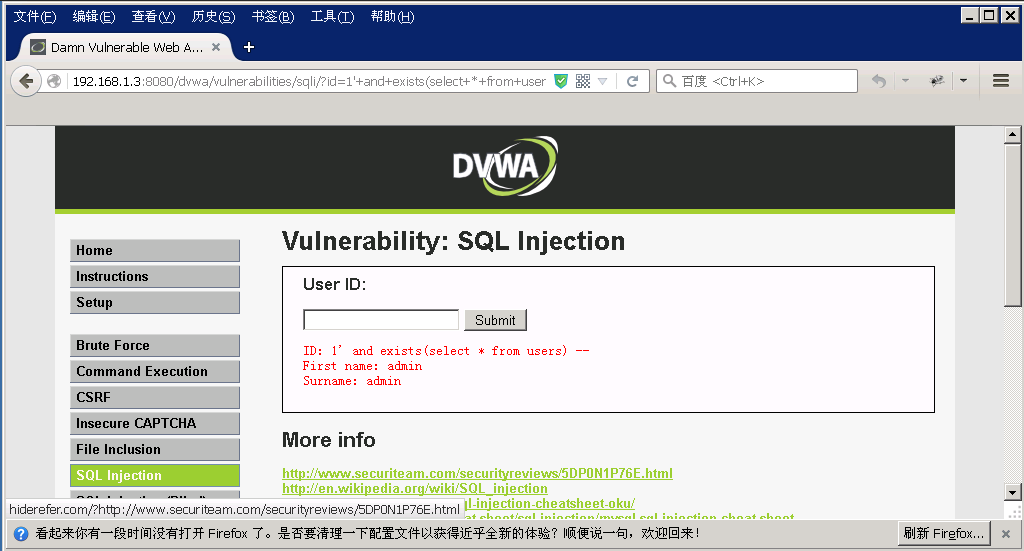 文件(F) 编辑(E) 查看(V) 历史(S) 书签(B) 工具(T) 帮助(H)
Damn Vulnerable Web A... × +
192.168.1.3:8080/dvwa/vulnerabilities/sqli/?id=1'+and+exists(select+*+from+user
百度 <Ctrl+K>
DVWA
Vulnerability: SQL Injection
Home
Instructions
Setup
Brute Force
Command Execution
CSRF
Insecure CAPTCHA
File Inclusion
SQL Injection
User ID:
Submit
ID: 1' and exists(select * from users) --
First name: admin
Surname: admin
More info
http://www.securiteam.com/securityreviews/5DP0N1P76E.html
http://en.wikipedia.org/wiki/SQL_injection
ql-injection-cheatsheet-oku/
hiderefer.com/?http://www.securiteam.com/securityreviews/5DP0N1P76E.html
看起来你有一段时间没有打开 Firefox 了。是否要清理一下配置文件以获得近乎全新的体验？顺便说一句，欢迎回来！
刷新 Firefox... ×